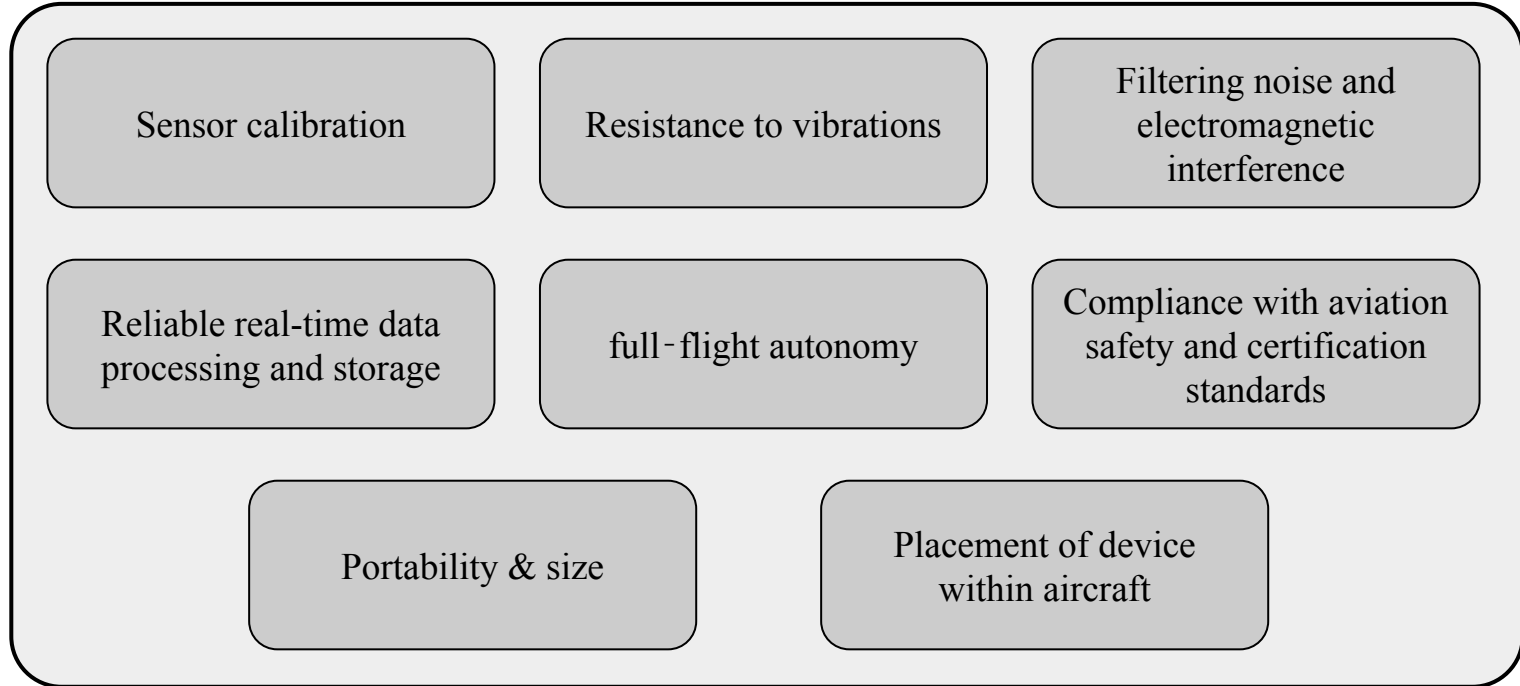 Sensor calibration
Resistance to vibrations
Filtering noise and
electromagnetic
interference
Reliable real-time data
processing and storage
full-flight autonomy
Compliance with aviation
safety and certification
standards
Portability & size
Placement of device
within aircraft